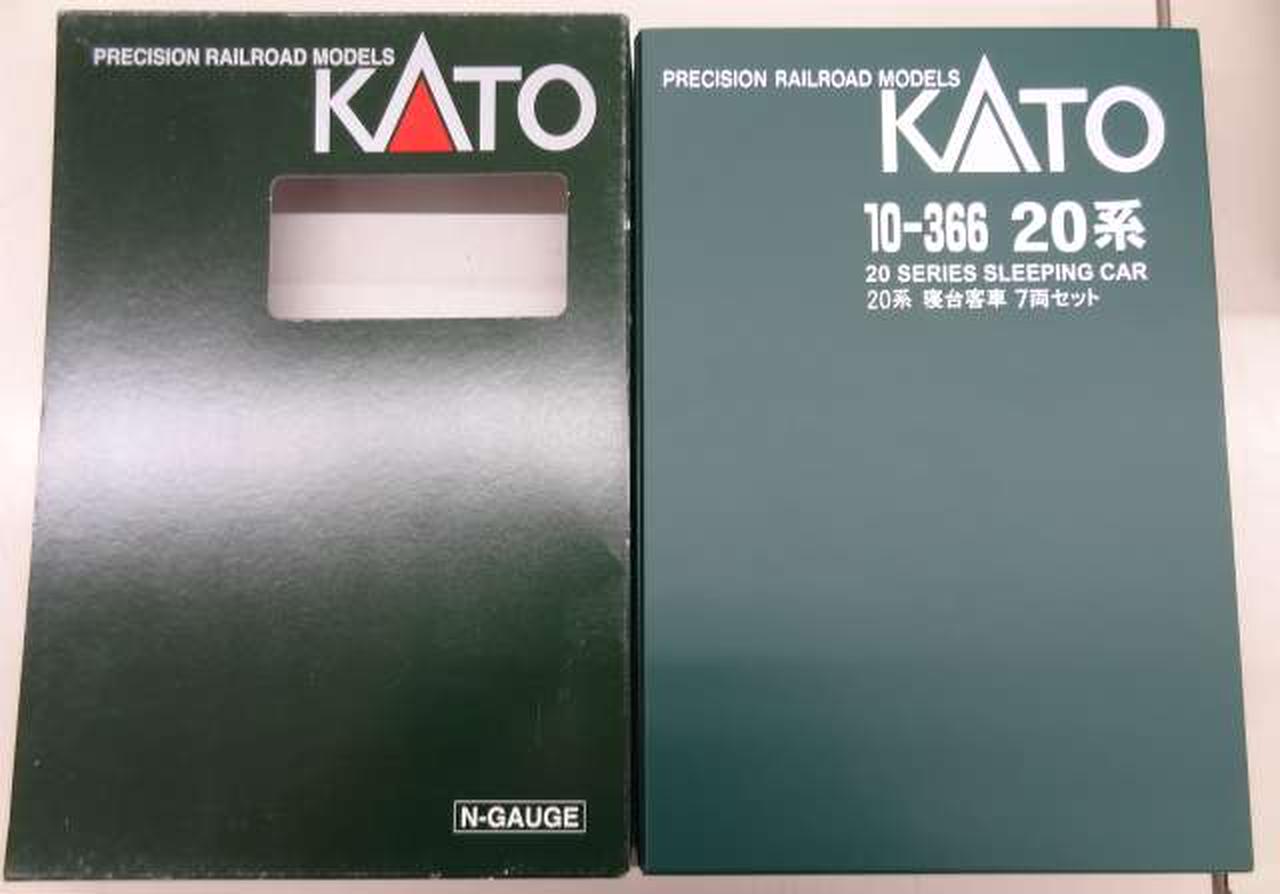 PRECISION RAILROAD MODELS
KATO
N-GAUGE
PRECISION RAILROAD MODELS
KATO
10-366 20系
20 SERIES SLEEPING CAR
20系 寝台客車 7両セット